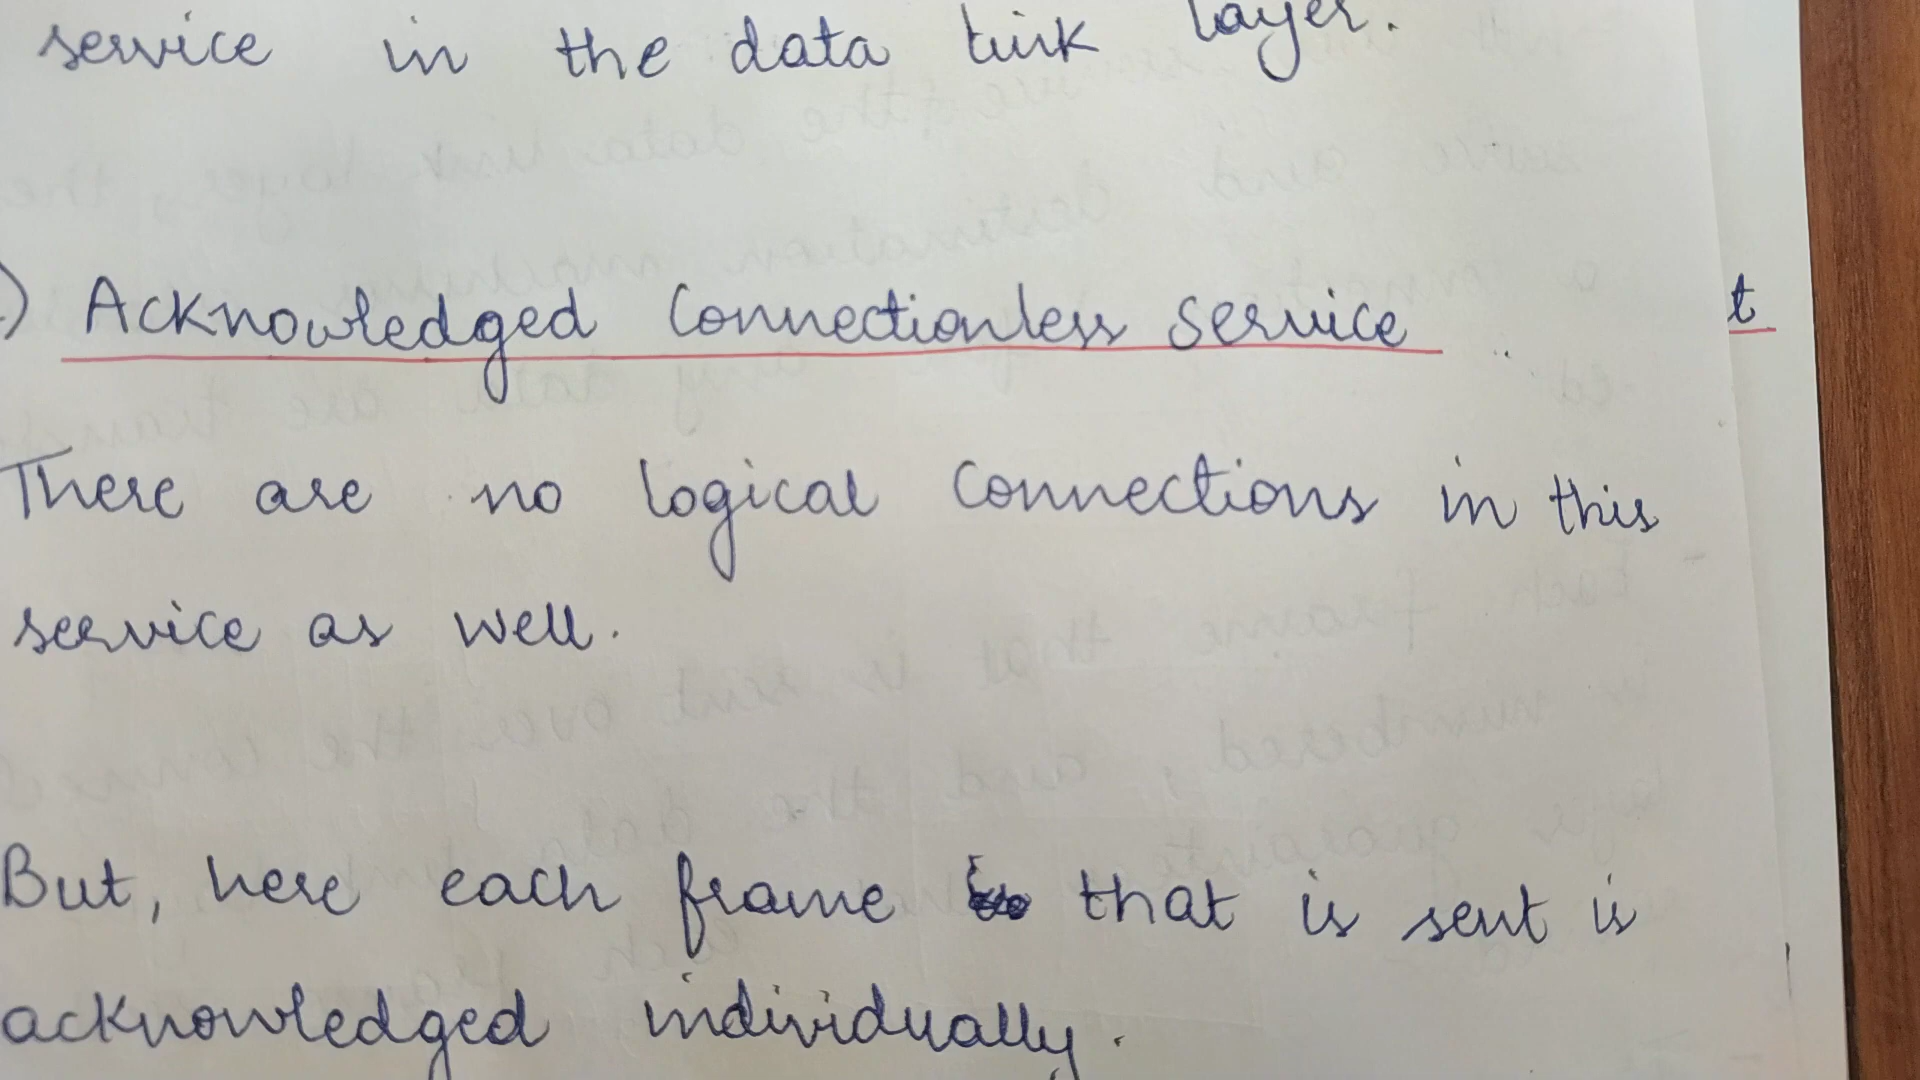 service in the data link layer.
) Acknowledged Connectionless Service
t
There are no logical connections in this
service as well.
But, here each frame that is sent is
acknowledged individually.